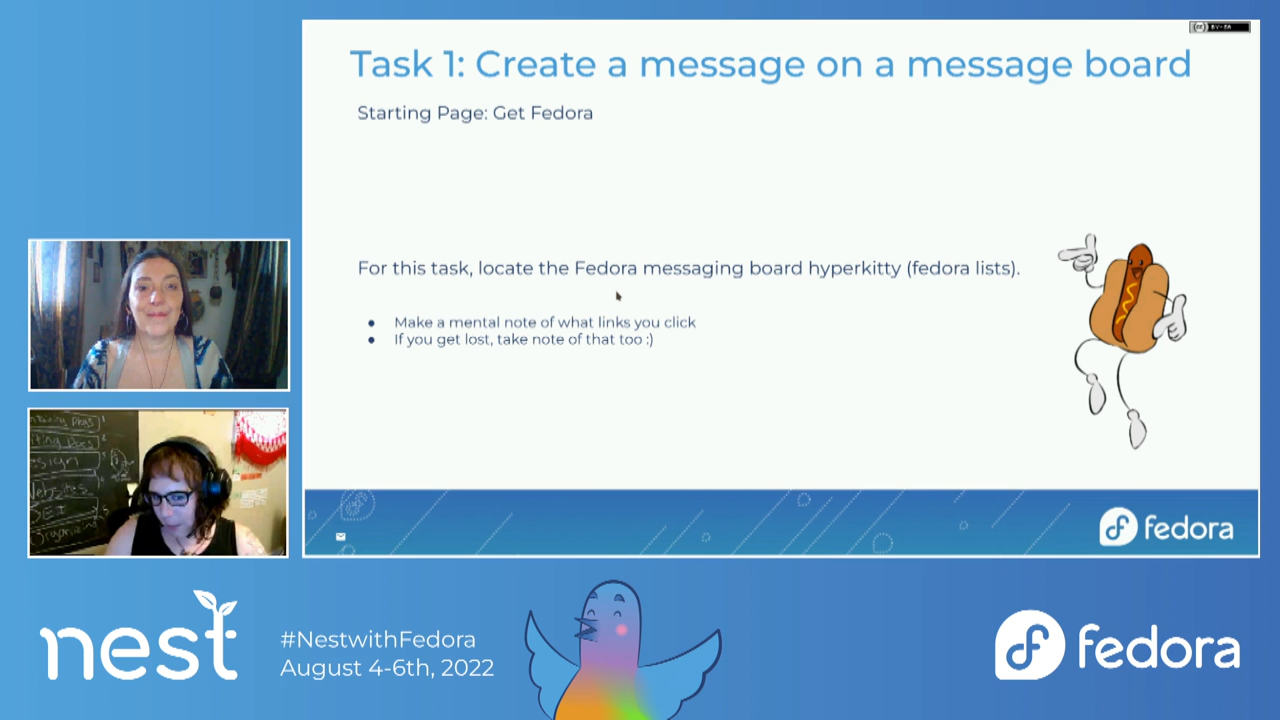 BY-SA
Task 1: Create a message on a message board
Starting Page: Get Fedora
For this task, locate the Fedora messaging board hyperkitty (fedora lists).
● Make a mental note of what links you click
● If you get lost, take note of that too :)
fedora
nest
#NestwithFedora
August 4-6th, 2022
fedora